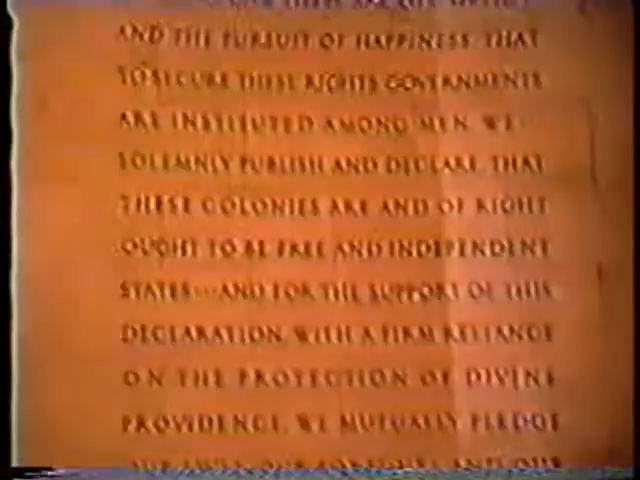 AND THE PURSUIT OF HAPPINESS. THAT
TO SECURE THESE RIGHTS GOVERNMENTS
ARE INSTITUTED AMONG MEN. WE
SOLEMNLY PUBLISH AND DECLARE, THAT
THESE COLONIES ARE AND OF RIGHT
OUGHT TO BE FREE AND INDEPENDENT
STATES···AND FOR THE SUPPORT OF THIS
DECLARATION, WITH A FIRM RELIANCE
ON THE PROTECTION OF DIVINE
PROVIDENCE, WE MUTUALLY PLEDGE